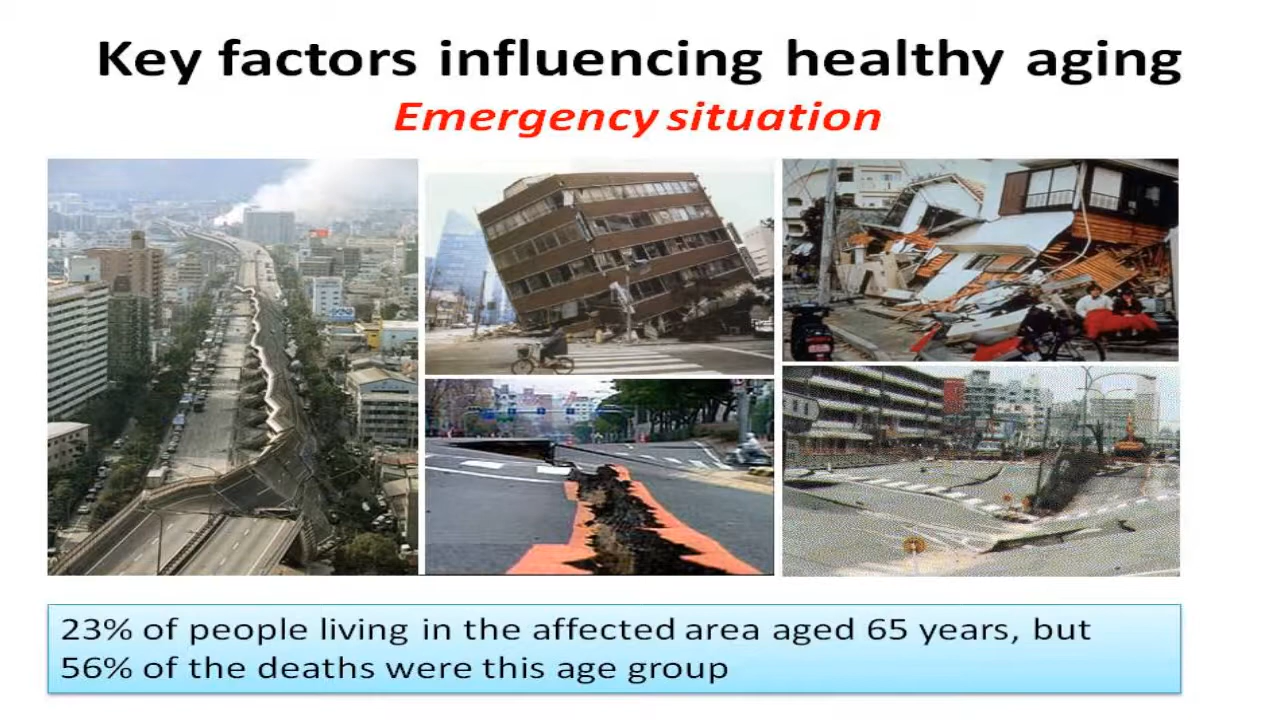 Key factors influencing healthy aging
Emergency situation
23% of people living in the affected area aged 65 years, but
56% of the deaths were this age group